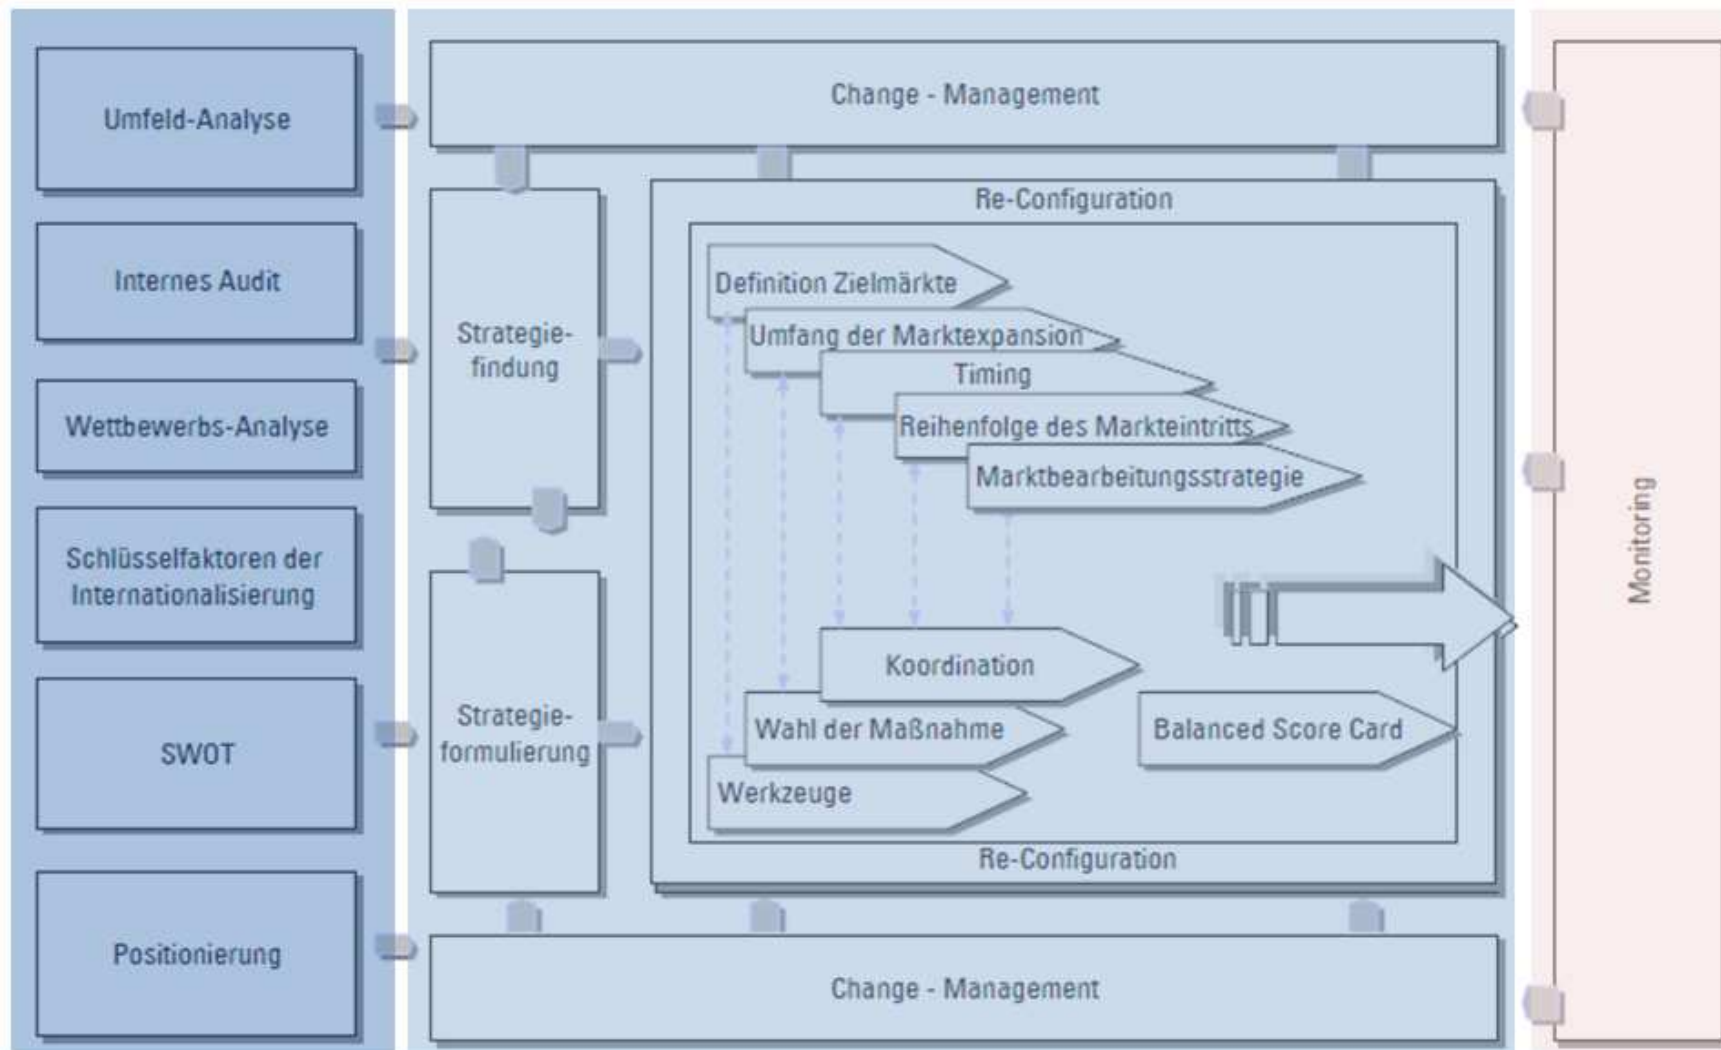 Umfeld-Analyse
Internes Audit
Wettbewerbs-Analyse
Schlüsselfaktoren der
Internationalisierung
SWOT
Positionierung
Change - Management
Strategie-
findung
Strategie-
formulierung
Re-Configuration
Definition Zielmärkte
Umfang der Marktexpansion
Timing
Reihenfolge des Markteintritts
Marktbearbeitungsstrategie
Koordination
Wahl der Maßnahme
Balanced Score Card
Werkzeuge
Re-Configuration
Change - Management
Monitoring